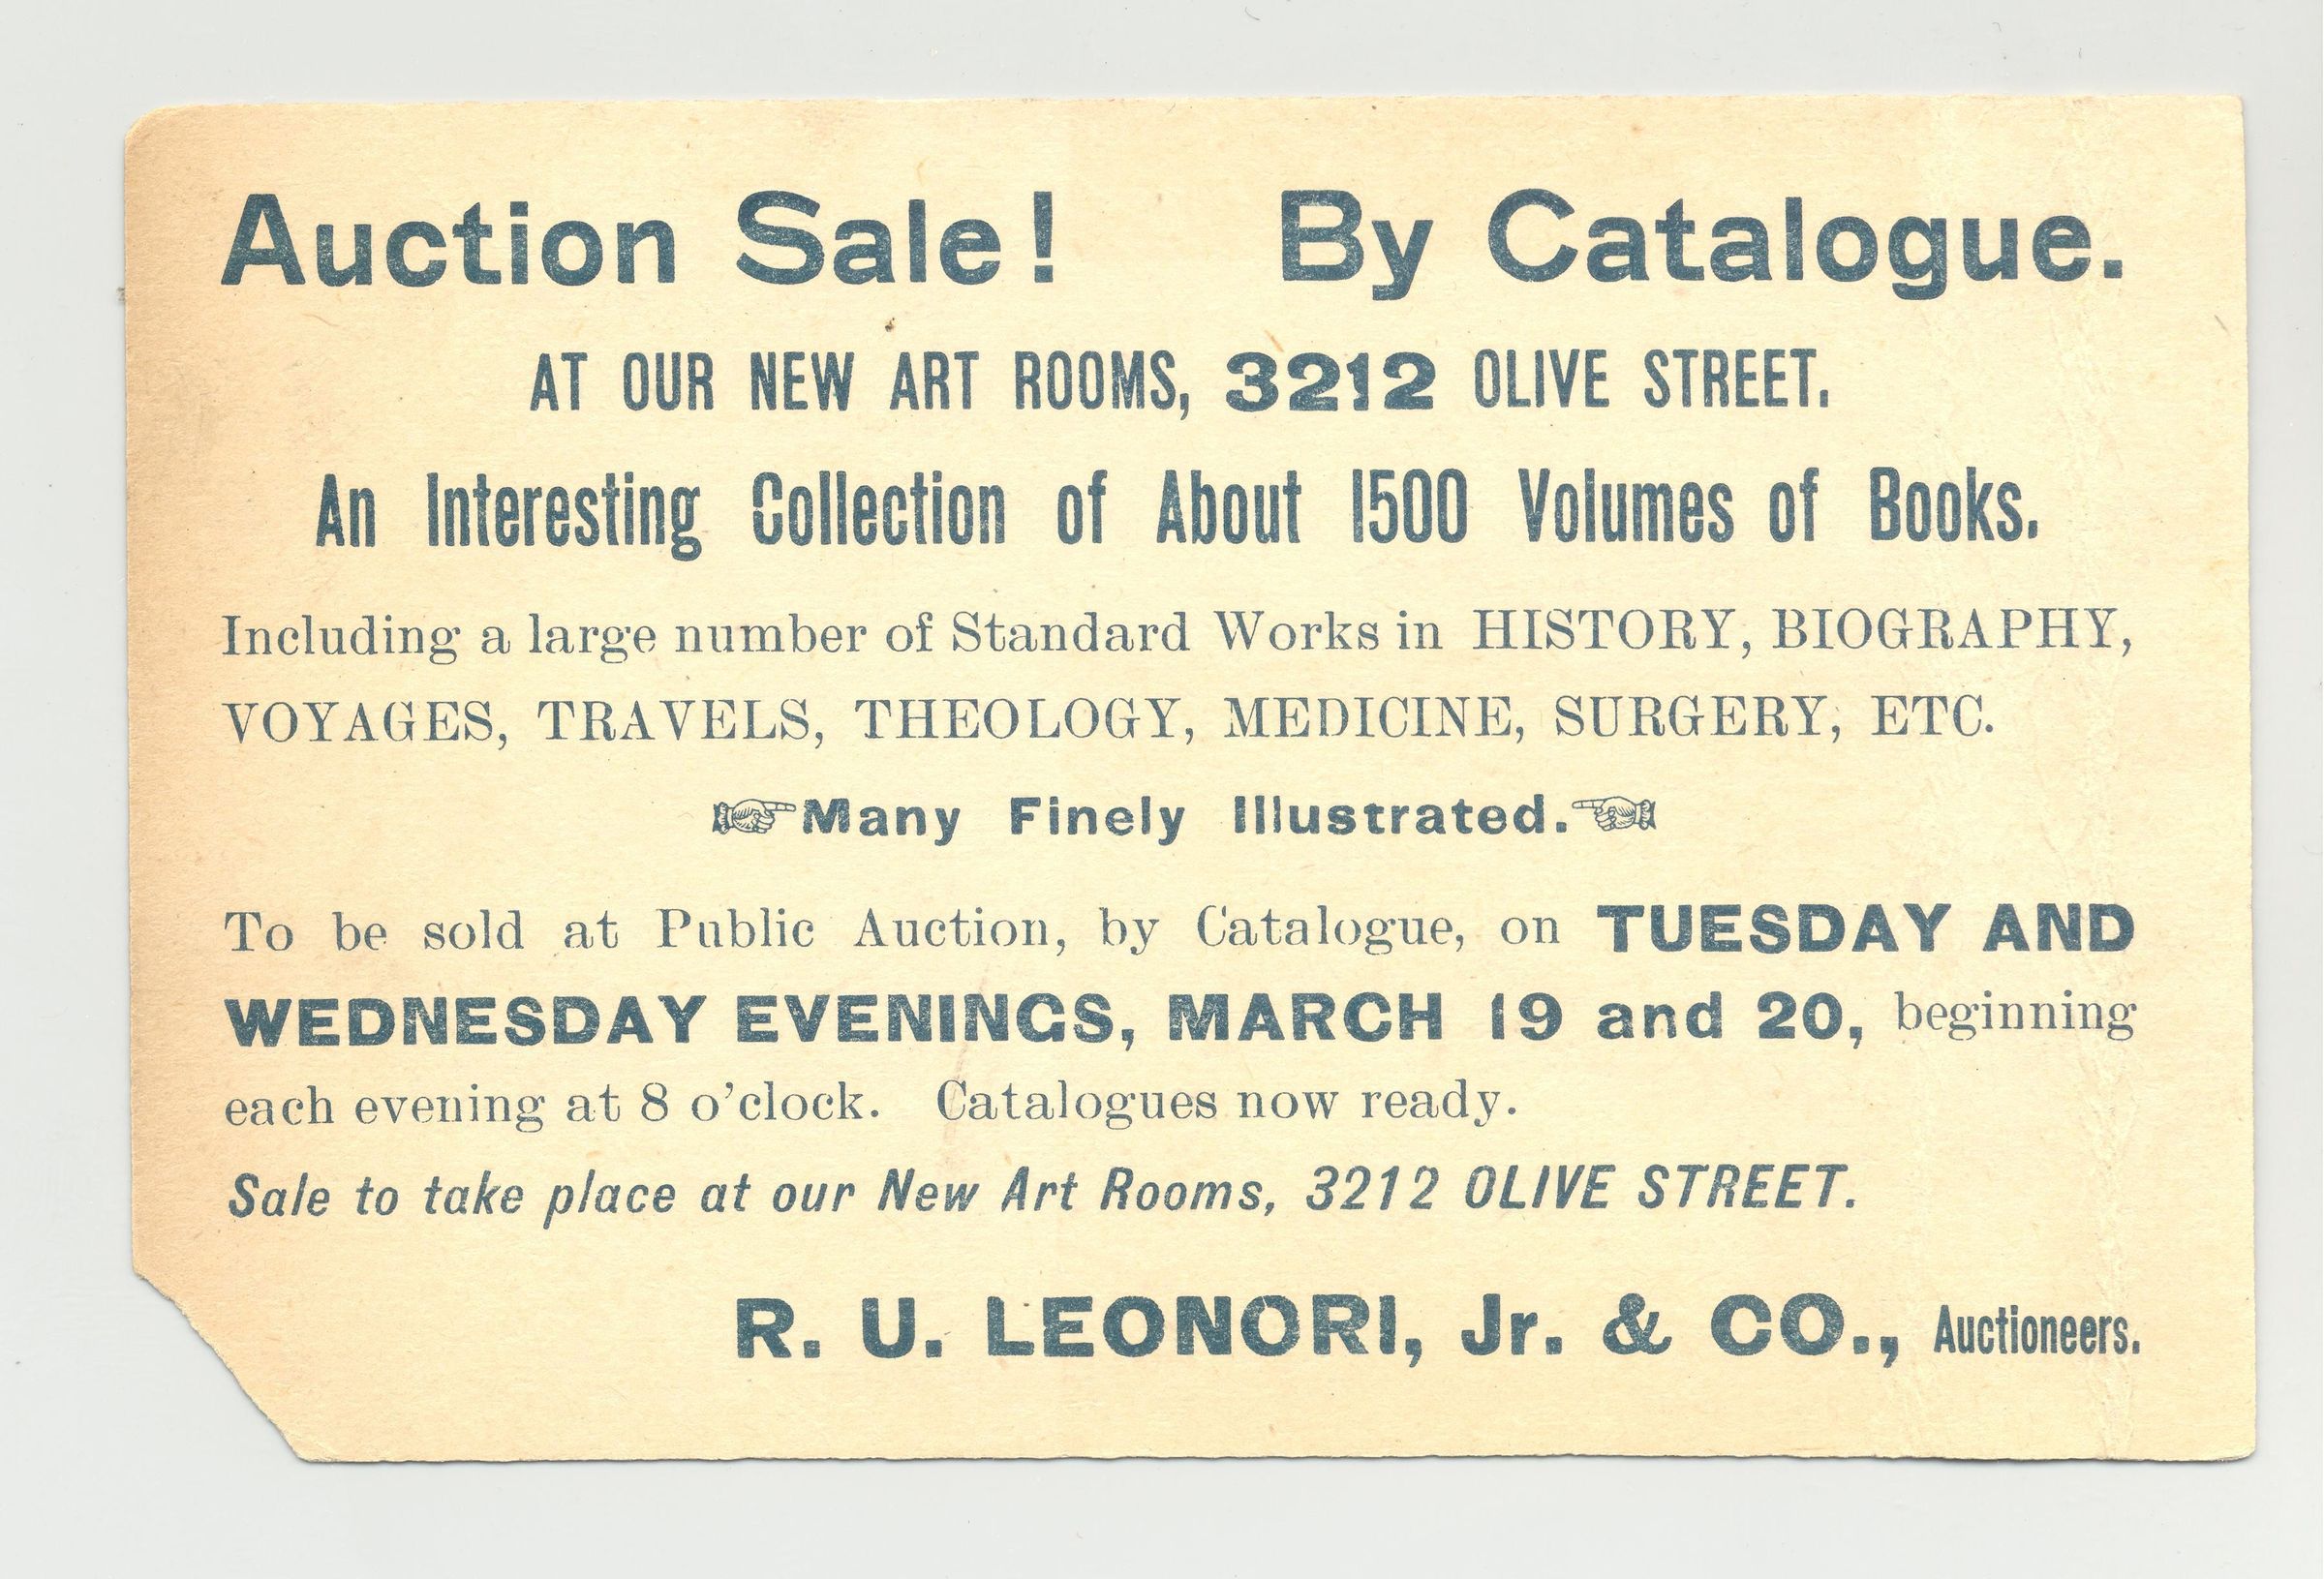 Auction Sale! By Catalogue.
AT OUR NEW ART ROOMS, 3212 OLIVE STREET.
An Interesting Collection of About 1500 Volumes of Books.
Including a large number of Standard Works in HISTORY, BIOGRAPHY,
VOYAGES, TRAVELS, THEOLOGY, MEDICINE, SURGERY, ETC.
☞Many Finely Illustrated.☜
To be sold at Public Auction, by Catalogue, on TUESDAY AND
WEDNESDAY EVENINGS, MARCH 19 and 20, beginning
each evening at 8 o'clock. Catalogues now ready.
Sale to take place at our New Art Rooms, 3212 OLIVE STREET.
R. U. LEONORI, Jr. & CO., Auctioneers.